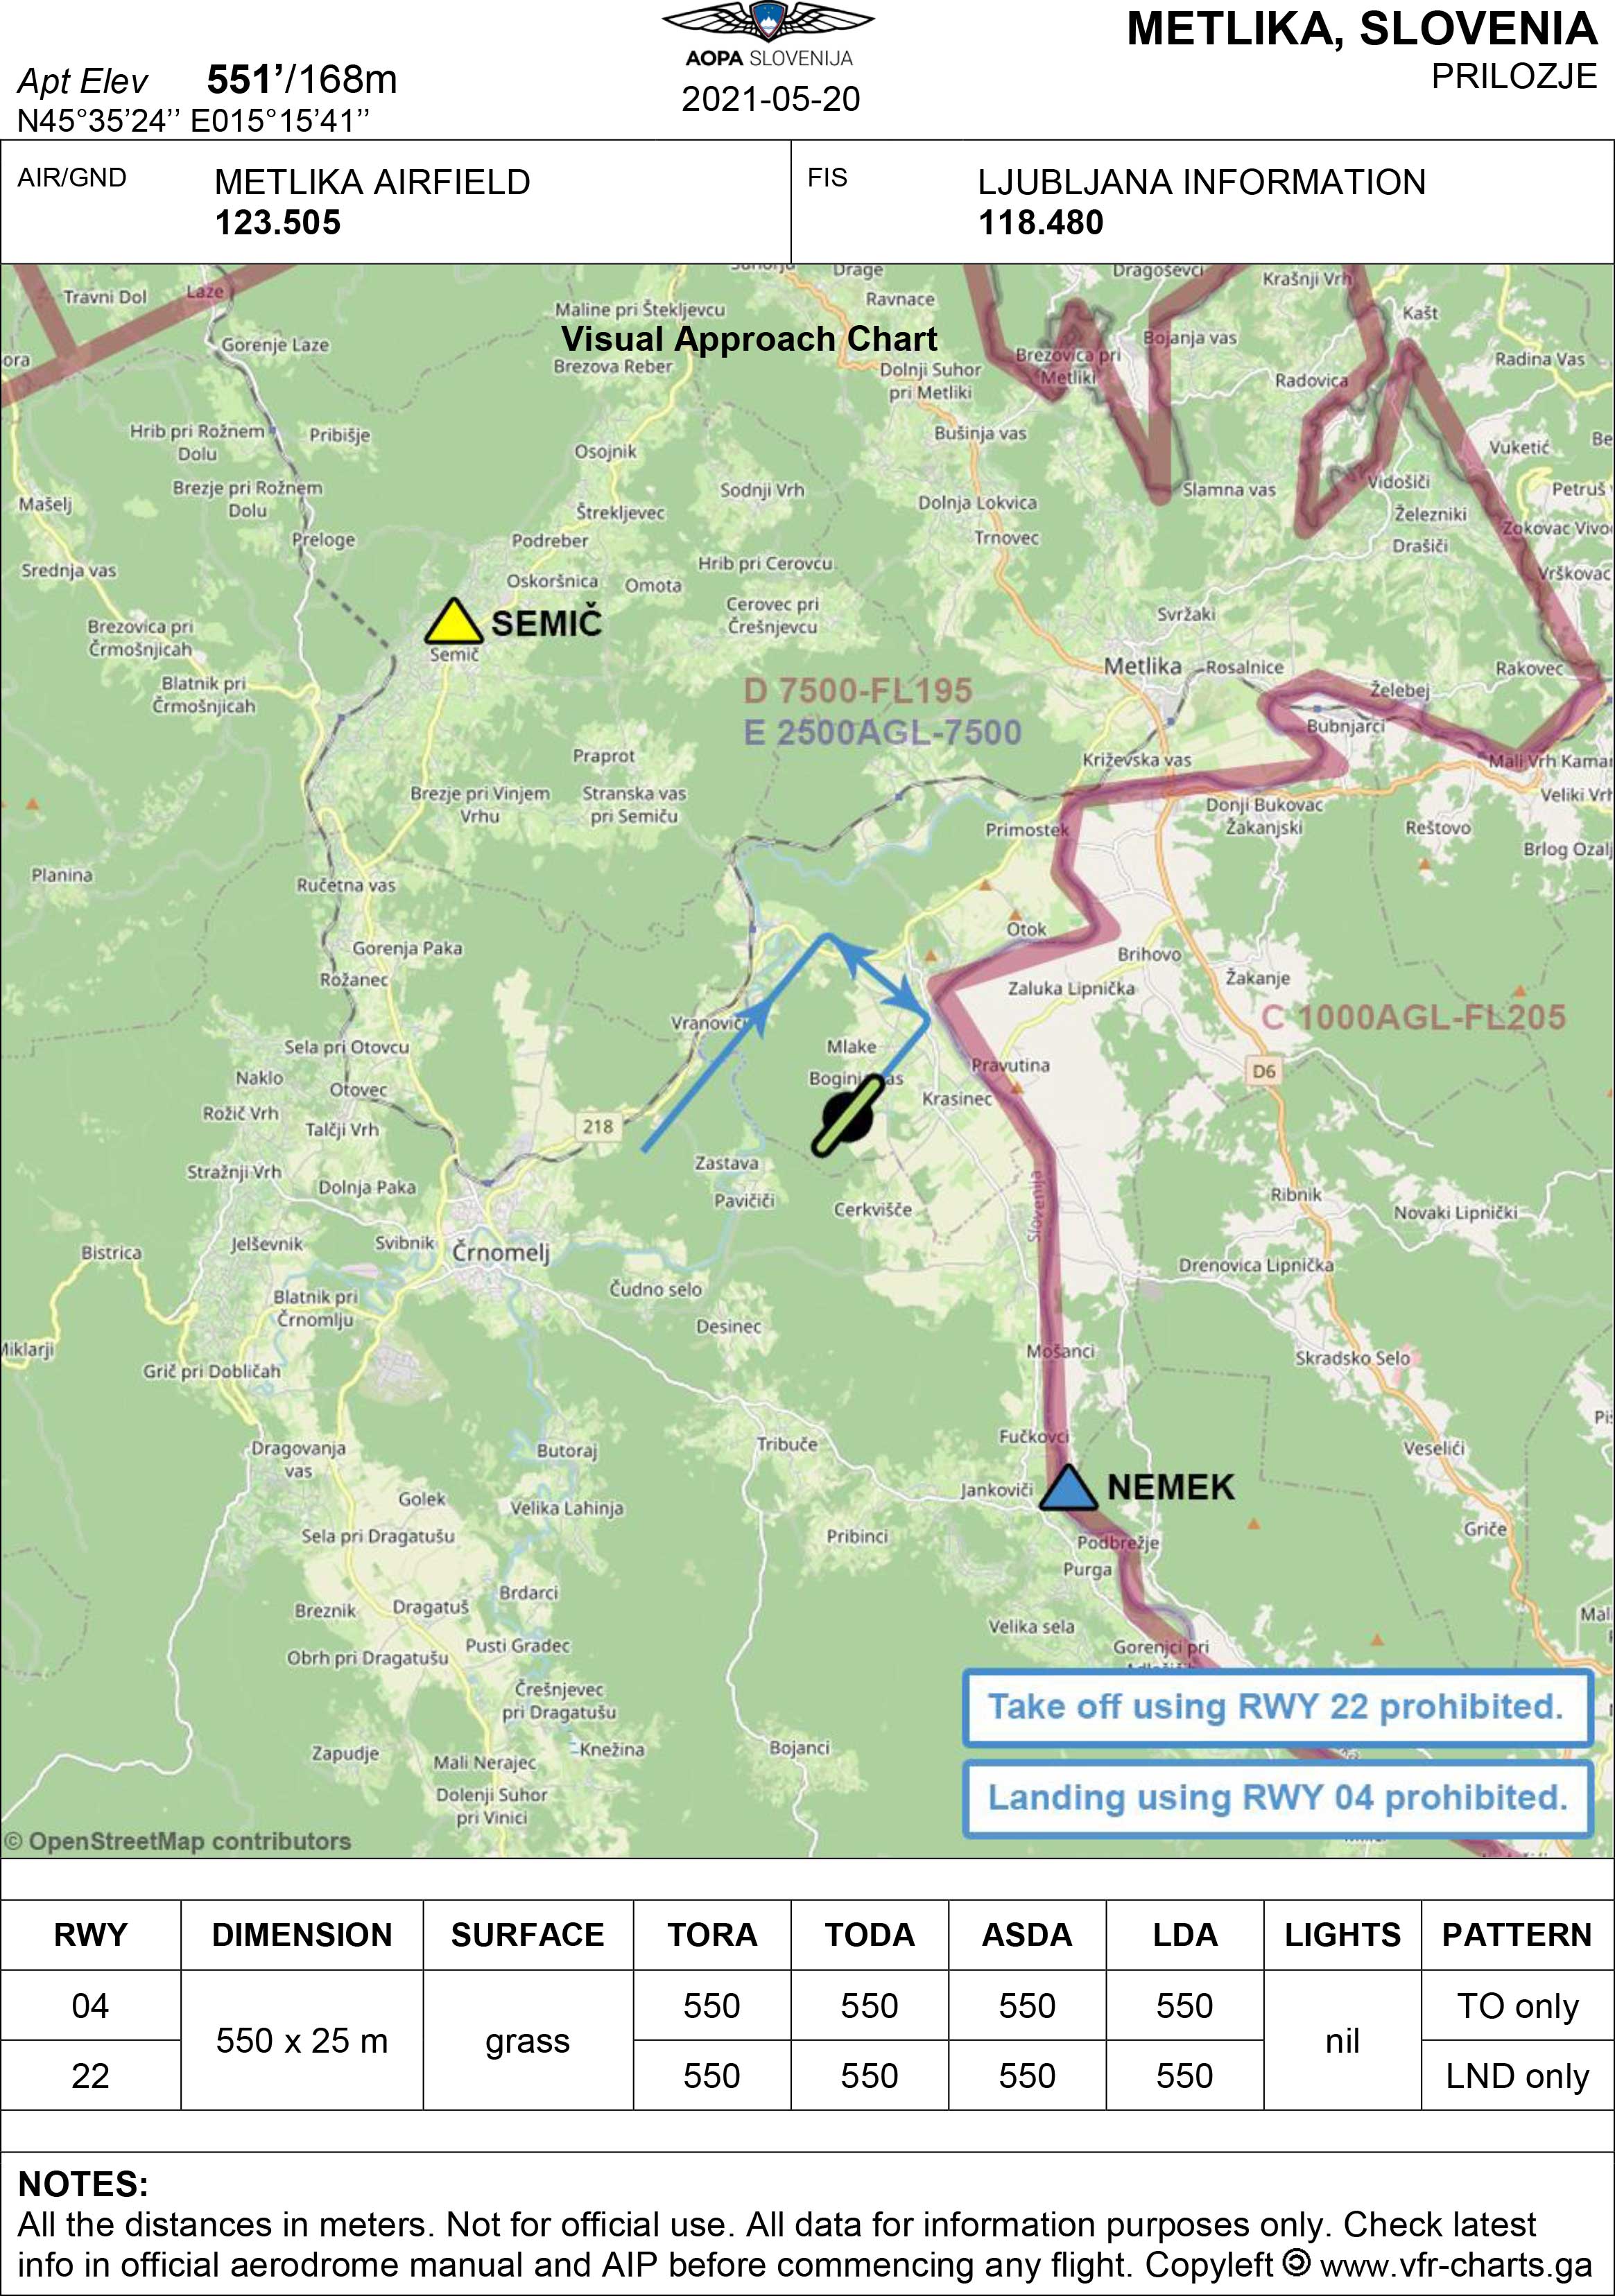 METLIKA, SLOVENIA
PRILOZJE
AOPA SLOVENIJA
2021-05-20
Apt Elev 551’/168m
N45°35’24’’ E015°15’41’’
AIR/GND
METLIKA AIRFIELD
123.505
FIS
LJUBLJANA INFORMATION
118.480
Visual Approach Chart
Travni Dol
Laze
Drage
Dragoševci
Krašnji Vrh
Maline pri Štekljevcu
Ravnace
Kašt
Gorenje Laze
Brezova Reber
Dolnji Suhor
pri Metliki
Brezovica pri
Metliki
Bojanja vas
Radovica
Radina Vas
Hrib pri Rožnem
Dolu
Pribišje
Osojnik
Bušinja vas
Vuketić
Brezje pri Rožnem
Dolu
Mašelj
Sodnji Vrh
Dolnja Lokvica
Slamna vas
Vidošiči
Petruš
Štrekljevec
Železniki
Zokovac Vivo
Preloge
Podreber
Trnovec
Drašiči
Srednja vas
Oskoršnica
Omota
Hrib pri Cerovcu
Vrškovac
Brezovica pri
Črmošnjicah
SEMIČ
Semič
Cerovec pri
Črešnjevcu
Svržaki
Metlika
Rosalnice
Rakovec
Blatnik pri
Črmošnjicah
D 7500-FL195
E 2500AGL-7500
Želebej
Bubnjarci
Praprot
Križevska vas
Mali Vrh Kama
Brezje pri Vinjem
Vrhu
Stranska vas
pri Semiču
Donji Bukovac
Žakanjski
Veliki Vrh
Primostek
Reštovo
Brlog Ozalj
Planina
Ručetna vas
Gorenja Paka
Otok
Brihovo
Rožanec
Zaluka Lipnička
Žakanje
Vranoviči
C 1000AGL-FL205
Sela pri Otovcu
Mlake
Pravutina
Naklo
Otovec
Krasinec
D6
Rožič Vrh
Talčji Vrh
218
Stražnji Vrh
Dolnja Paka
Zastava
Pavičiči
Cerkvišče
Slovenija
Ribnik
Novaki Lipnički
Bistrica
Jelševnik
Svibnik
Črnomelj
Drenovica Lipnička
Blatnik pri
Črnomlju
Čudno selo
Desinec
Miklarji
Grič pri Dobličah
Mošanci
Skradsko Selo
Dragovanja
vas
Butoraj
Tribuče
Fučkovci
Veselići
Golek
Velika Lahinja
Jankoviči
NEMEK
Sela pri Dragatušu
Pribinci
Podbrežje
Griče
Purga
Breznik
Dragatuš
Brdarci
Velika sela
Obrh pri Dragatušu
Pusti Gradec
Gorenjci pri
Črešnjevec
pri Dragatušu
Take off using RWY 22 prohibited.
Zapudje
Mali Nerajec
Knežina
Bojanci
Dolenji Suhor
pri Vinici
Landing using RWY 04 prohibited.
© OpenStreetMap contributors
RWY DIMENSION SURFACE TORA TODA ASDA LDA LIGHTS PATTERN
04 550 x 25 m grass 550 550 550 550 nil TO only
22 550 550 550 550 LND only
NOTES:
All the distances in meters. Not for official use. All data for information purposes only. Check latest
info in official aerodrome manual and AIP before commencing any flight. Copyleft www.vfr-charts.ga